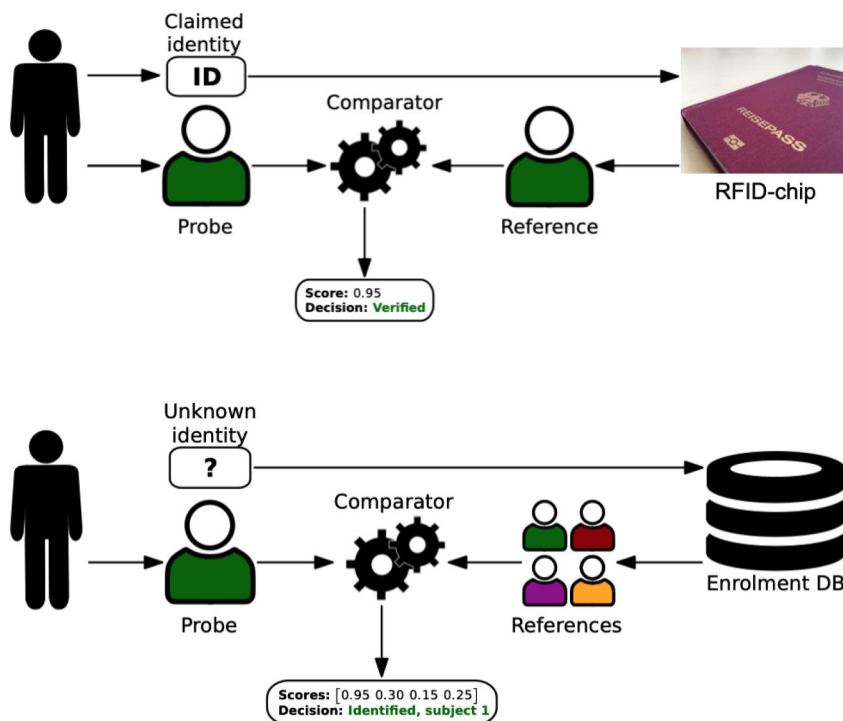 Claimed
identity
ID
Comparator
REISEPASS
RFID-chip
Probe
Reference
Score: 0.95
Decision: Verified
Unknown
identity
?
Comparator
Enrolment DB
Probe
References
Scores: [0.95 0.30 0.15 0.25]
Decision: Identified, subject 1